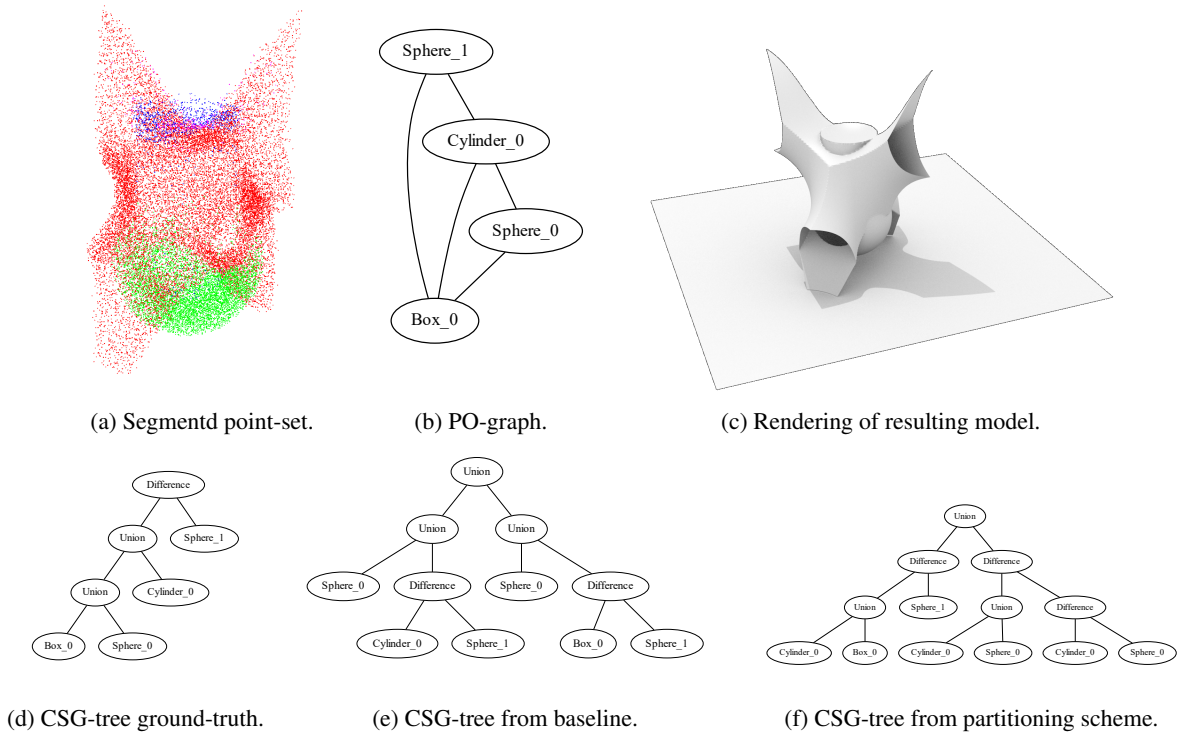 Sphere_1
Cylinder_0
Sphere_0
Box_0
(a) Segmentd point-set.
(b) PO-graph.
(c) Rendering of resulting model.
Difference
Union
Sphere_1
Union
Cylinder_0
Box_0
Sphere_0
(d) CSG-tree ground-truth.
Union
Union
Union
Sphere_0
Difference
Sphere_0
Difference
Cylinder_0
Sphere_1
Box_0
Sphere_1
(e) CSG-tree from baseline.
Union
Difference
Difference
Union
Sphere_1
Union
Difference
Cylinder_0
Box_0
Cylinder_0
Sphere_0
Cylinder_0
Sphere_0
(f) CSG-tree from partitioning scheme.